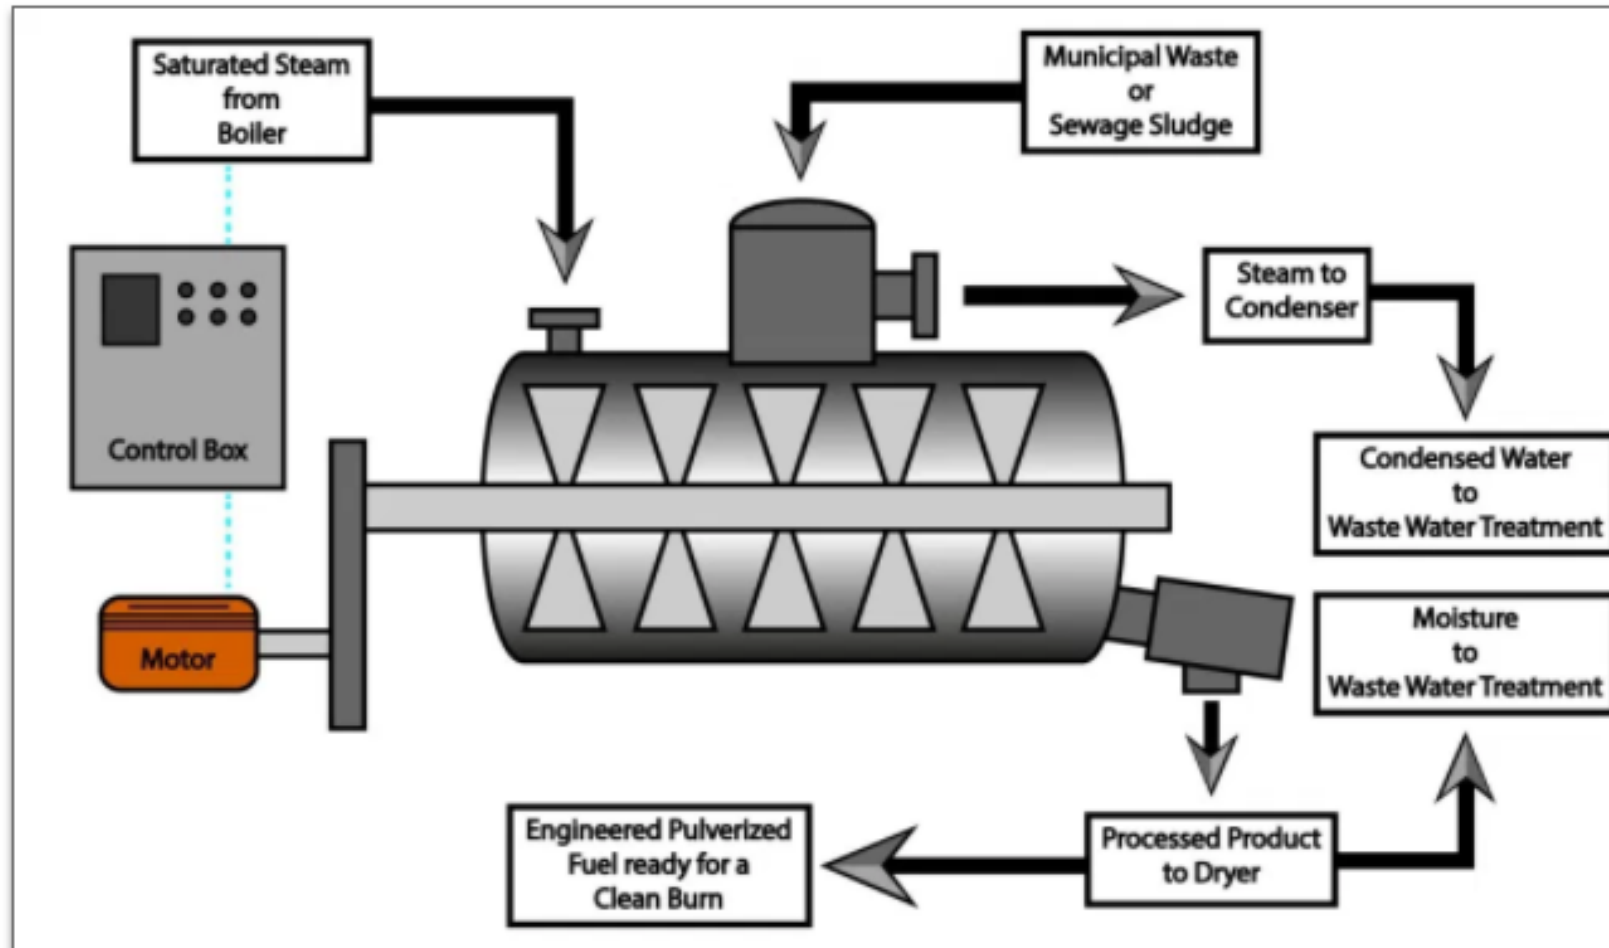 Saturated Steam
from
Boiler
Municipal Waste
or
Sewage Sludge
Steam to
Condenser
Control Box
Condensed Water
to
Waste Water Treatment
Motor
Moisture
to
Waste Water Treatment
Engineered Pulverized
Fuel ready for a
Clean Burn
Processed Product
to Dryer